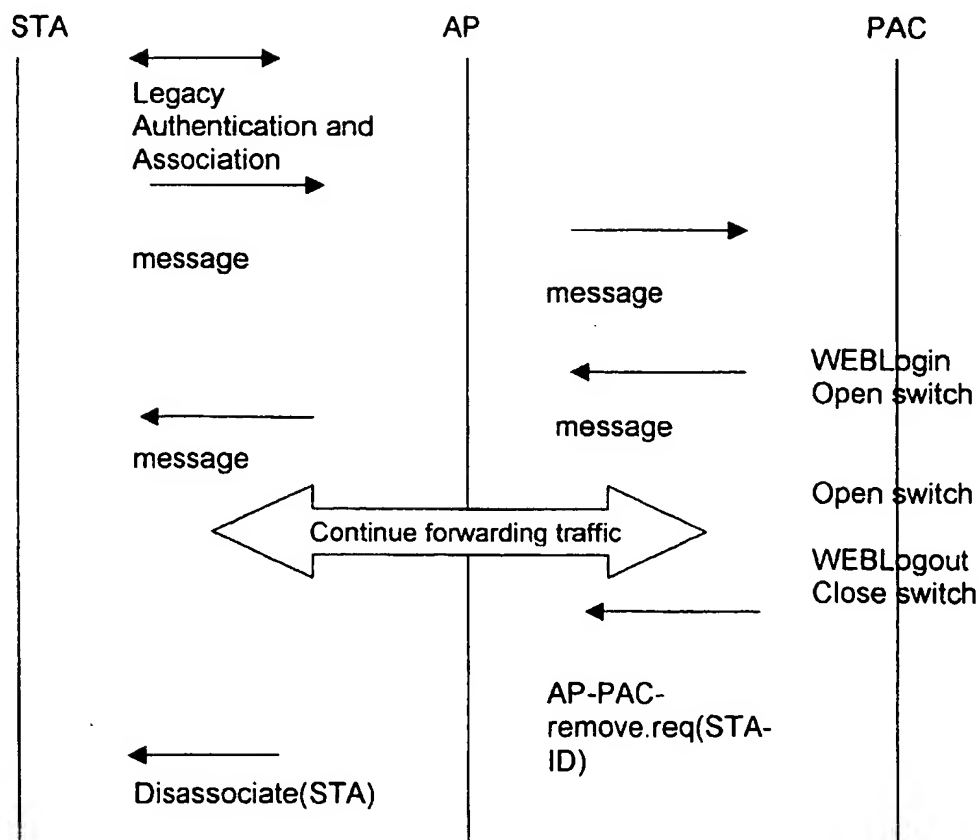 STA
AP
PAC
Legacy
Authentication and
Association
message
message
WEBLogin
Open switch
message
message
Open switch
Continue forwarding traffic
WEBLogout
Close switch
AP-PAC-
remove.req(STA-
ID)
Disassociate(STA)